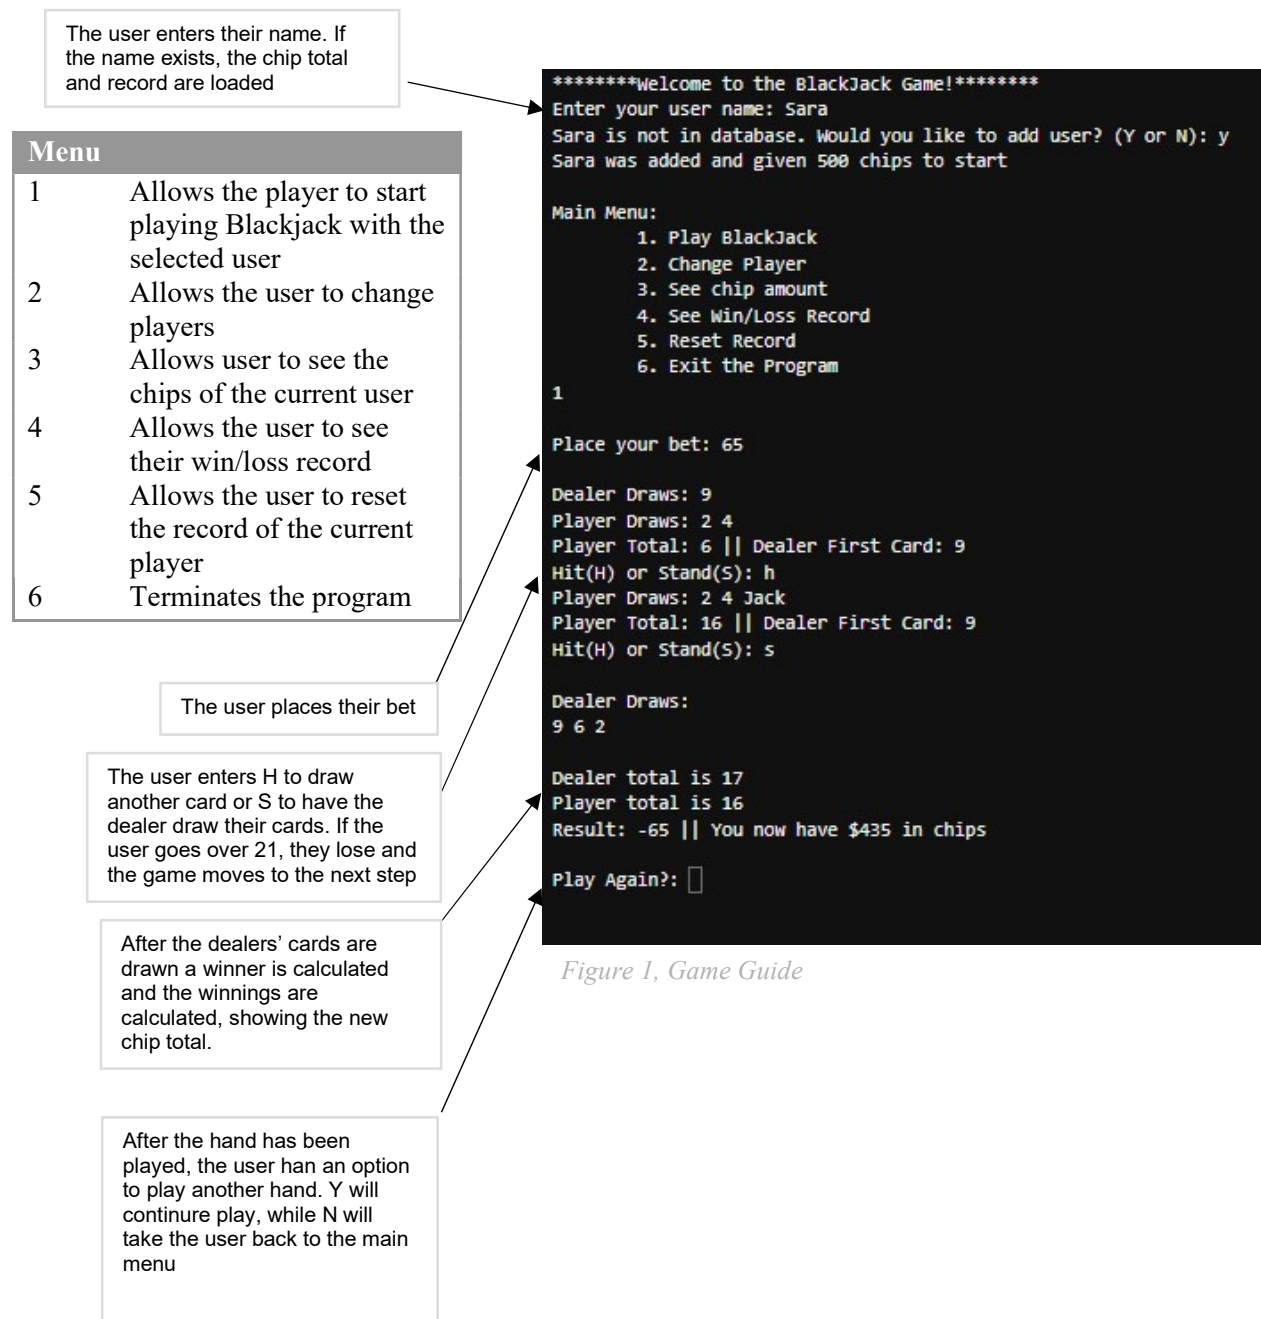 The user enters their name. If
the name exists, the chip total
and record are loaded
Menu
1 Allows the player to start
playing Blackjack with the
selected user
2 Allows the user to change
players
3 Allows user to see the
chips of the current user
4 Allows the user to see
their win/loss record
5 Allows the user to reset
the record of the current
player
6 Terminates the program
The user places their bet
The user enters H to draw
another card or S to have the
dealer draw their cards. If the
user goes over 21, they lose and
the game moves to the next step
After the dealers’ cards are
drawn a winner is calculated
and the winnings are
calculated, showing the new
chip total.
After the hand has been
played, the user han an option
to play another hand. Y will
continure play, while N will
take the user back to the main
menu
********Welcome to the BlackJack Game!********
Enter your user name: Sara
Sara is not in database. Would you like to add user? (Y or N): y
Sara was added and given 500 chips to start
Main Menu:
1. Play BlackJack
2. Change Player
3. See chip amount
4. See Win/Loss Record
5. Reset Record
6. Exit the Program
1
Place your bet: 65
Dealer Draws: 9
Player Draws: 2 4
Player Total: 6 || Dealer First Card: 9
Hit(H) or Stand(S): h
Player Draws: 2 4 Jack
Player Total: 16 || Dealer First Card: 9
Hit(H) or Stand(S): s
Dealer Draws:
9 6 2
Dealer total is 17
Player total is 16
Result: -65 || You now have $435 in chips
Play Again?:
Figure 1, Game Guide